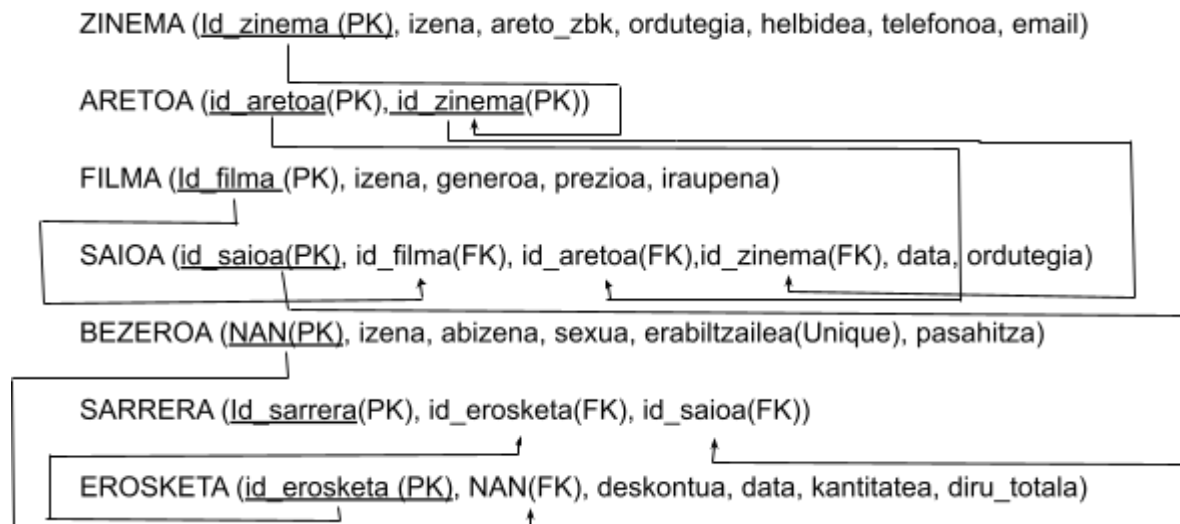 ZINEMA (Id_zinema (PK), izena, areto_zbk, ordutegia, helbidea, telefonoa, email)
ARETOA (id_aretoa(PK), id_zinema(PK))
FILMA (Id_filma (PK), izena, generoa, prezioa, iraupena)
SAIOA (id_saioa(PK), id_filma(FK), id_aretoa(FK),id_zinema(FK), data, ordutegia)
BEZEROA (NAN(PK), izena, abizena, sexua, erabiltzailea(Unique), pasahitza)
SARRERA (Id_sarrera(PK), id_erosketa(FK), id_saioa(FK))
EROSKETA (id_erosketa (PK), NAN(FK), deskontua, data, kantitatea, diru_totala)